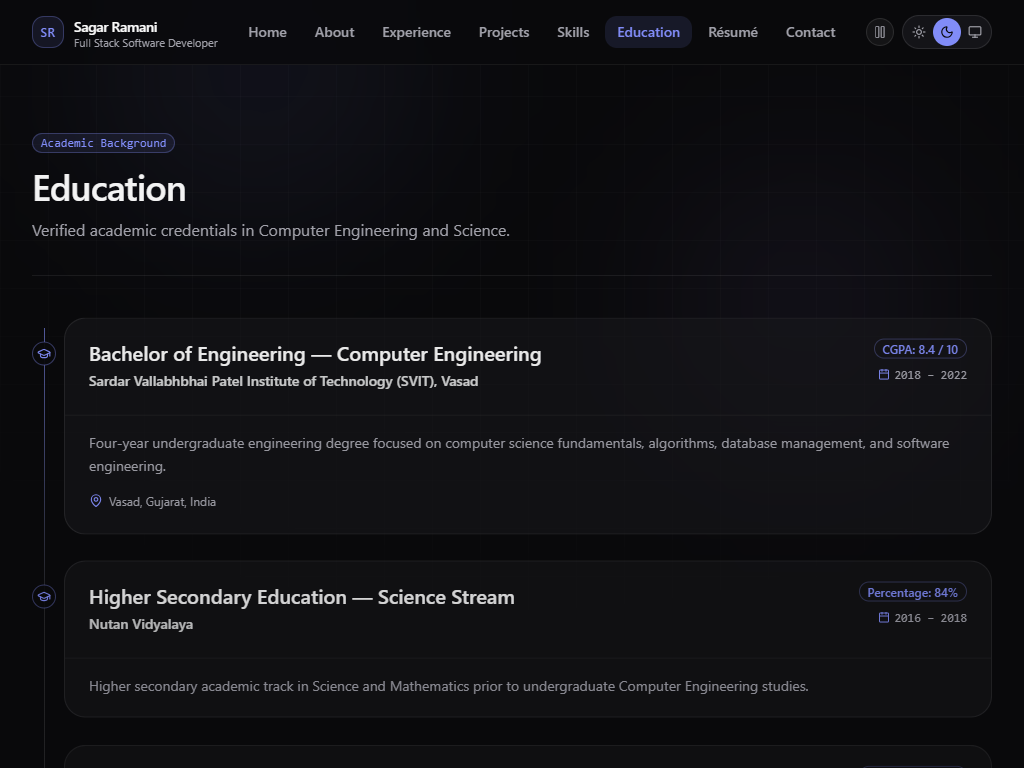 SR
Sagar Ramani
Full Stack Software Developer
Home
About
Experience
Projects
Skills
Education
Résumé
Contact
Academic Background
Education
Verified academic credentials in Computer Engineering and Science.
Bachelor of Engineering — Computer Engineering
CGPA: 8.4 / 10
Sardar Vallabhbhai Patel Institute of Technology (SVIT), Vasad
2018 – 2022
Four-year undergraduate engineering degree focused on computer science fundamentals, algorithms, database management, and software
engineering.
Vasad, Gujarat, India
Higher Secondary Education — Science Stream
Percentage: 84%
Nutan Vidyalaya
2016 – 2018
Higher secondary academic track in Science and Mathematics prior to undergraduate Computer Engineering studies.